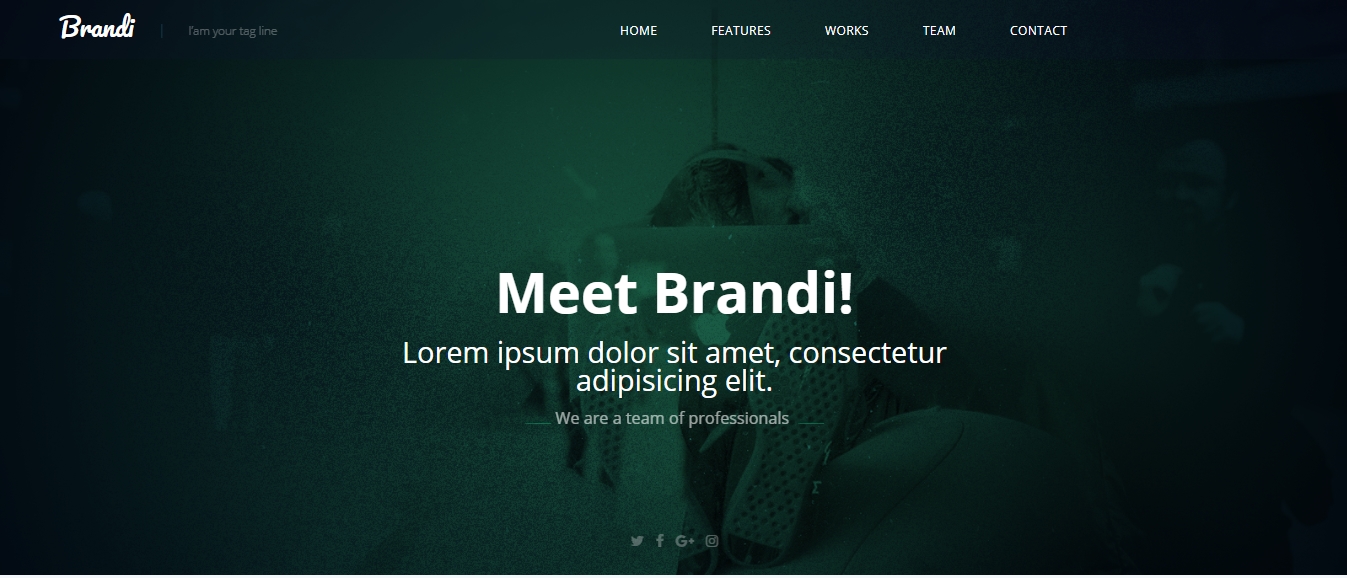 Brandi
I'am your tag line
HOME FEATURES WORKS TEAM CONTACT
Meet Brandi!
Lorem ipsum dolor sit amet, consectetur
adipisicing elit.
We are a team of professionals